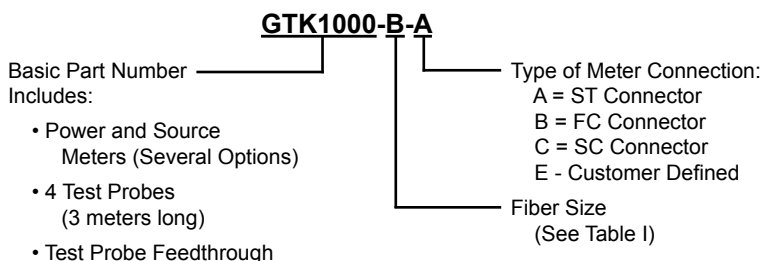 GTK1000-B-A
Basic Part Number
Includes:
• Power and Source
Meters (Several Options)
• 4 Test Probes
(3 meters long)
• Test Probe Feedthrough
Type of Meter Connection:
A = ST Connector
B = FC Connector
C = SC Connector
E - Customer Defined
Fiber Size
(See Table I)